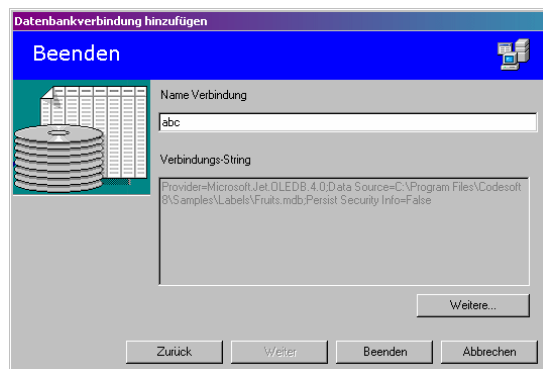 Datenbankverbindung hinzufügen
Beenden
Name Verbindung
abc
Verbindungs-String
Provider=Microsoft.Jet.OLEDB.4.0;Data Source=C:\Program Files\Codesoft
8\Samples\Labels\Fruits.mdb;Persist Security Info=False
Weitere...
Zurück
Weiter
Beenden
Abbrechen